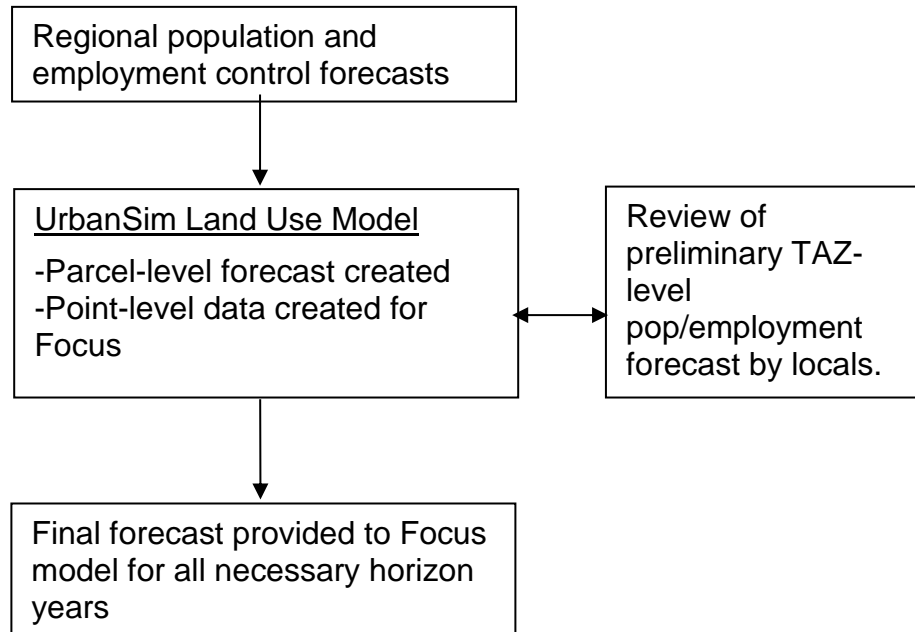 Regional population and
employment control forecasts
UrbanSim Land Use Model
-Parcel-level forecast created
-Point-level data created for
Focus
Review of
preliminary TAZ-
level
pop/employment
forecast by locals.
Final forecast provided to Focus
model for all necessary horizon
years